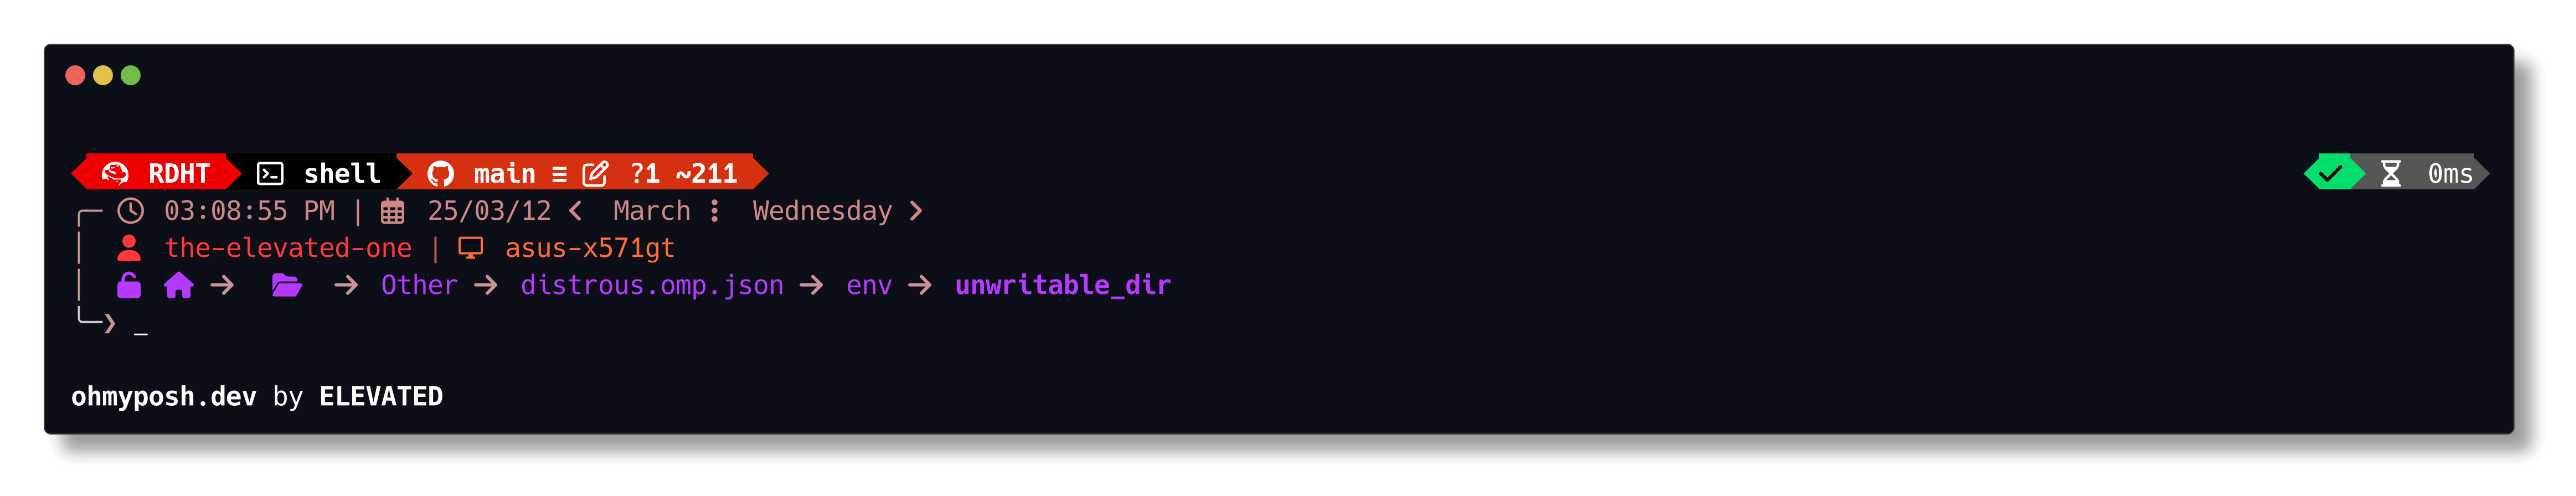 RDHT shell main ≡ ?1 ~211 0ms
03:08:55 PM | 25/03/12 < March ⋮ Wednesday >
the-elevated-one | asus-x571gt
→ → Other → distrous.omp.json → env → unwritable_dir
❯ _
ohmyposh.dev by ELEVATED